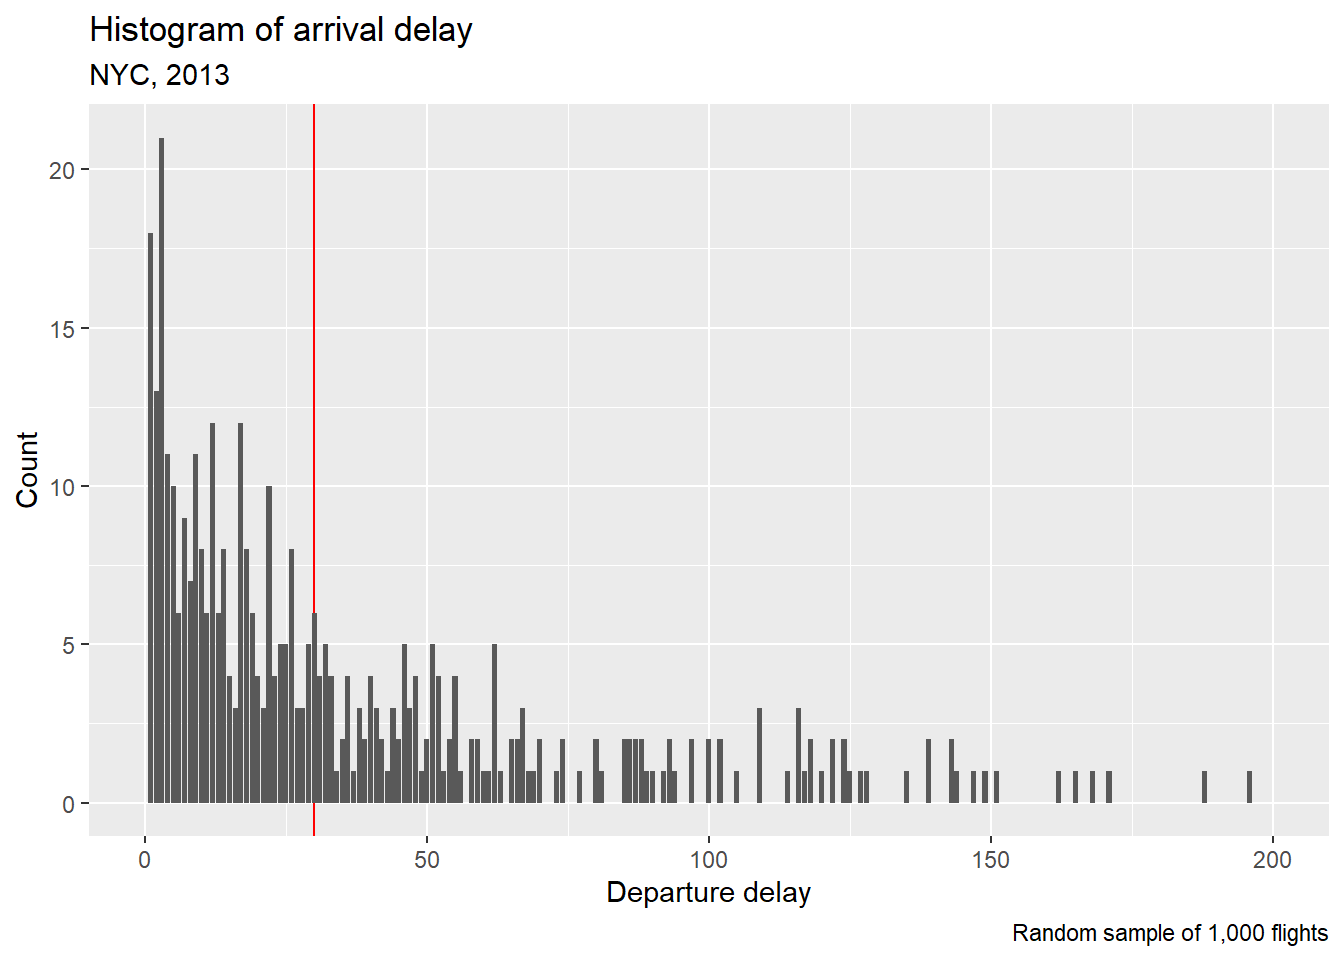 Histogram of arrival delay
NYC, 2013
Count
20
15
10
5
0
0 50 100 150 200
Departure delay
Random sample of 1,000 flights